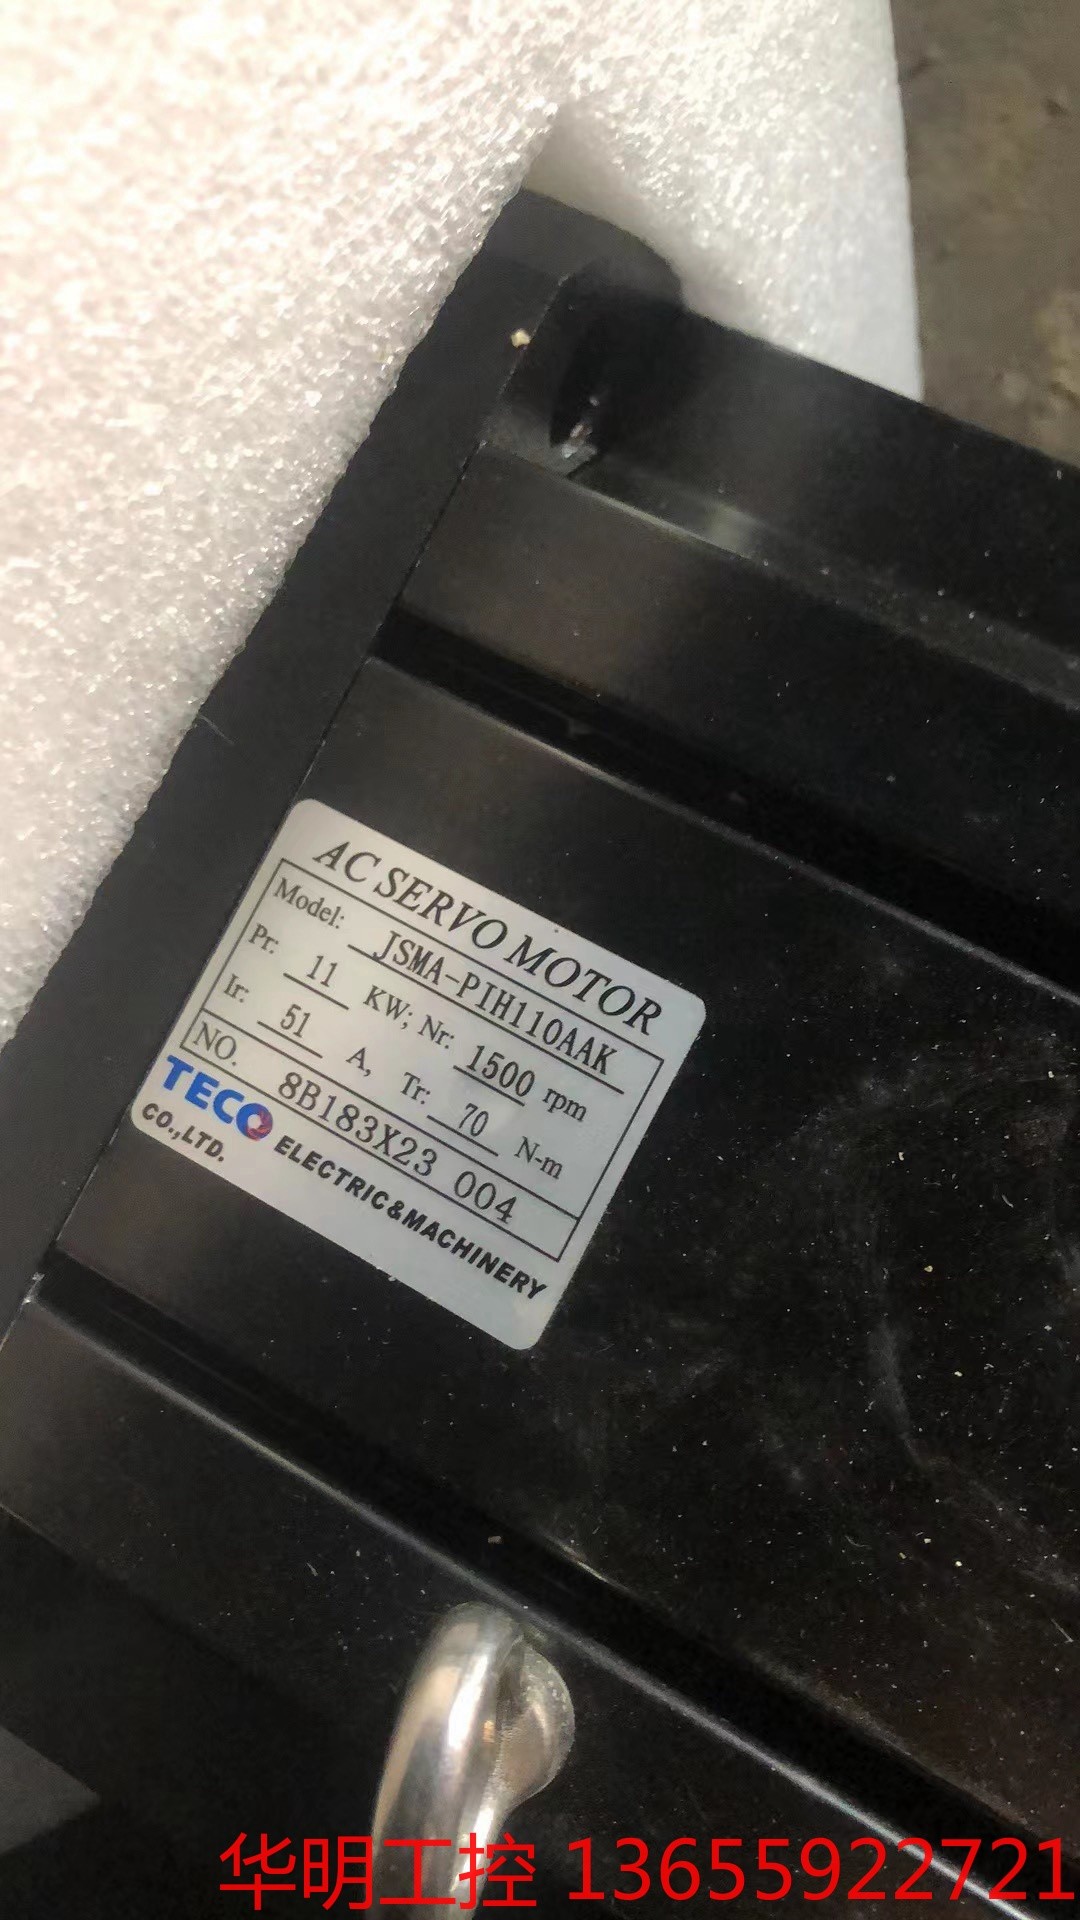 AC SERVO MOTOR
Model: JSMA-PIH110AAK
Pr: 11 KW; Nr: 1500 rpm
Ir: 51 A, Tr: 70 N-m
NO. 8B183X23 004
TECO ELECTRIC&MACHINERY
CO.,LTD.
华明工控 13655922721